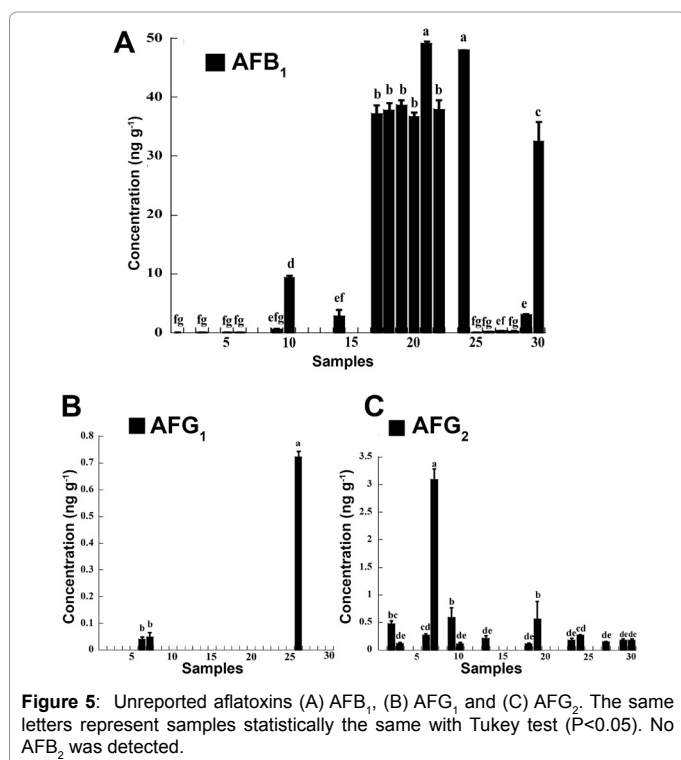 A
AFB₁
Concentration (ng g⁻¹)
50
40
30
20
10
0
fg fg fg fg efg d ef b b b b a b a fg fg ef fg e c
5 10 15 20 25 30
Samples
B
AFG₁
Concentration (ng g⁻¹)
0.8
0.7
0.6
0.5
0.4
0.3
0.2
0.1
0
b b a
5 10 15 20 25 30
Samples
C
AFG₂
Concentration (ng g⁻¹)
3.5
3
2.5
2
1.5
1
0.5
0
bc de cd a b de de de b de cd de de de
5 10 15 20 25 30
Samples
Figure 5: Unreported aflatoxins (A) AFB₁, (B) AFG₁ and (C) AFG₂. The same
letters represent samples statistically the same with Tukey test (P<0.05). No
AFB₂ was detected.